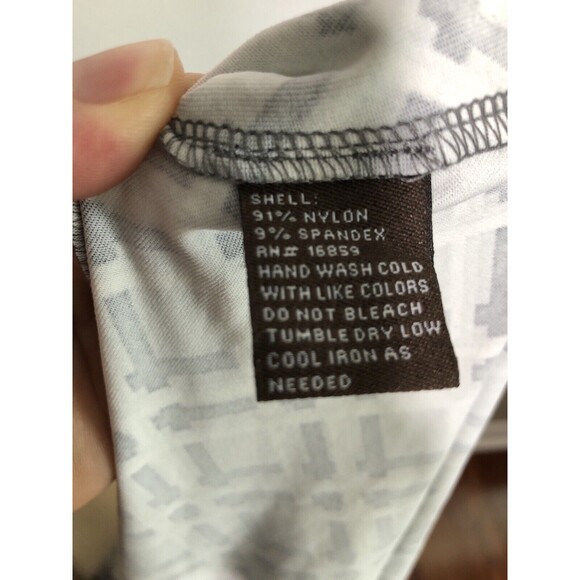 SHELL:
91% NYLON
9% SPANDEX
RN# 16859
HAND WASH COLD
WITH LIKE COLORS
DO NOT BLEACH
TUMBLE DRY LOW
COOL IRON AS
NEEDED